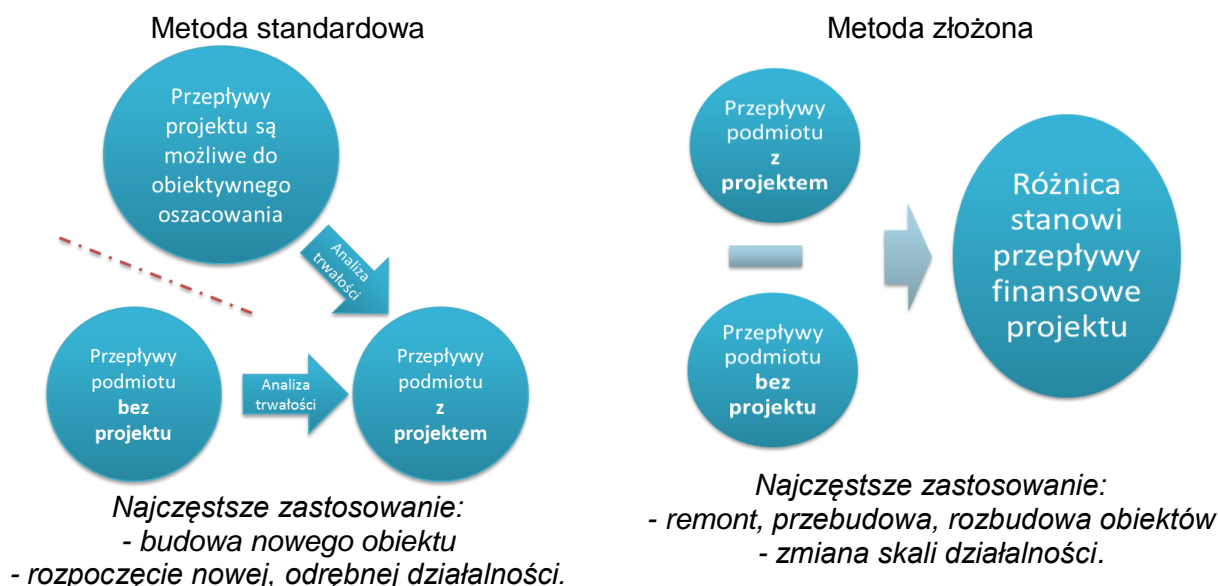 Metoda standardowa
Przepływy
projektu są
możliwe do
obiektywnego
oszacowania
Analiza
trwałości
Przepływy
podmiotu
bez
projektu
Analiza
trwałości
Przepływy
podmiotu
z
projektem
Najczęstsze zastosowanie:
- budowa nowego obiektu
- rozpoczęcie nowej, odrębnej działalności.
Metoda złożona
Przepływy
podmiotu
z
projektem
Przepływy
podmiotu
bez
projektu
Różnica
stanowi
przepływy
finansowe
projektu
Najczęstsze zastosowanie:
- remont, przebudowa, rozbudowa obiektów
- zmiana skali działalności.